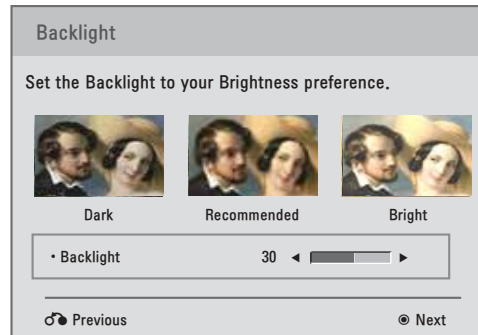 Backlight
Set the Backlight to your Brightness preference.
Dark Recommended Bright
• Backlight 30 ◄ ►
Previous ◉ Next